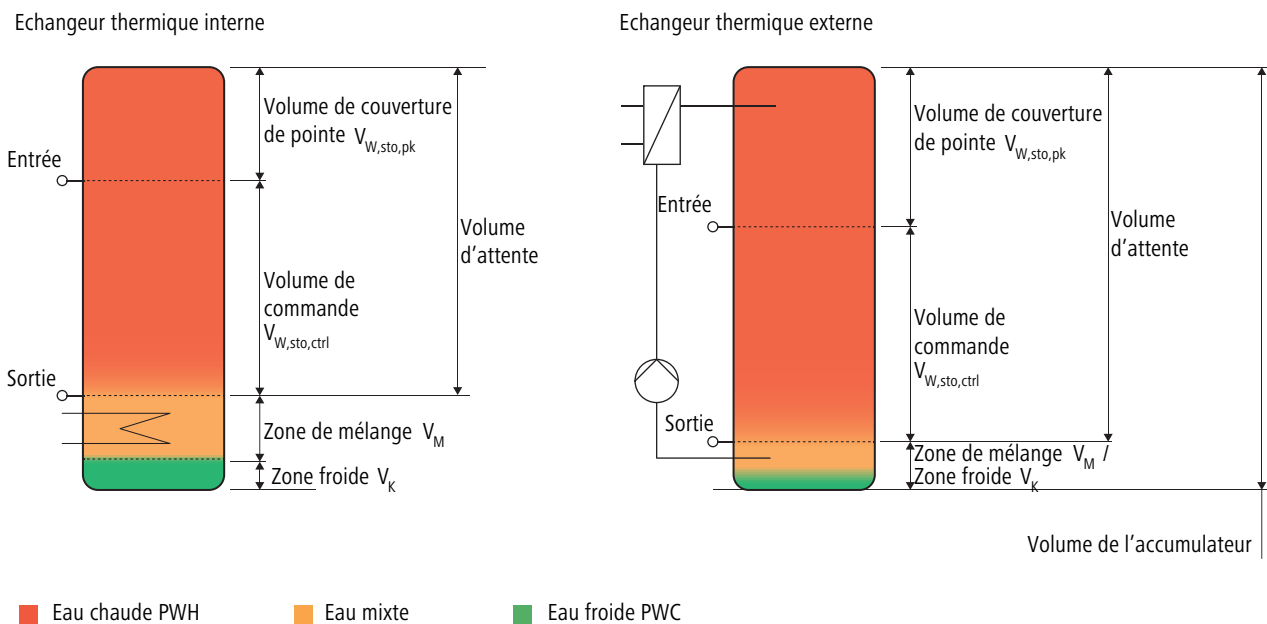 Echangeur thermique interne
Volume de couverture
de pointe V_W,sto,pk
Entrée
Volume
d'attente
Volume de
commande
V_W,sto,ctrl
Sortie
Zone de mélange V_M
Zone froide V_K
Echangeur thermique externe
Volume de couverture
de pointe V_W,sto,pk
Entrée
Volume
d'attente
Volume de
commande
V_W,sto,ctrl
Sortie
Zone de mélange V_M /
Zone froide V_K
Volume de l'accumulateur
Eau chaude PWH
Eau mixte
Eau froide PWC